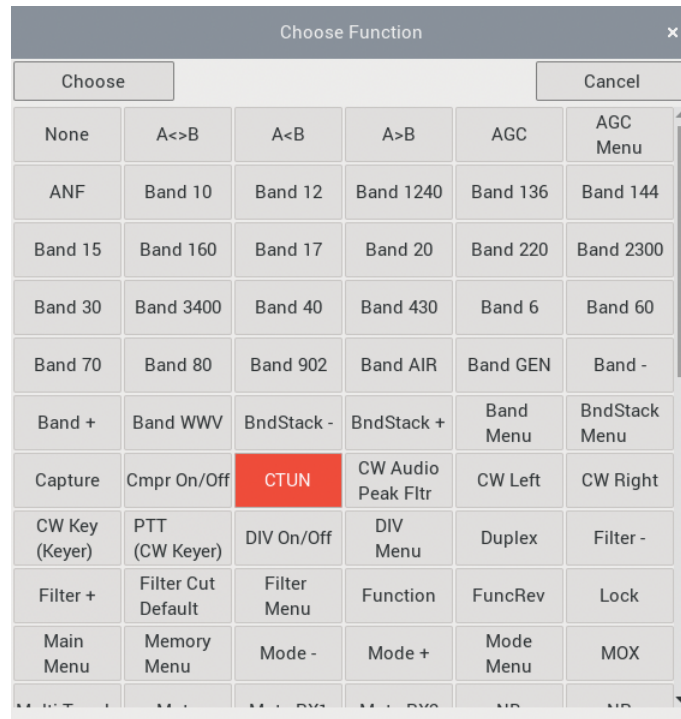 Choose Function ×
Choose Cancel
None A<>B A<B A>B AGC AGC
Menu
ANF Band 10 Band 12 Band 1240 Band 136 Band 144
Band 15 Band 160 Band 17 Band 20 Band 220 Band 2300
Band 30 Band 3400 Band 40 Band 430 Band 6 Band 60
Band 70 Band 80 Band 902 Band AIR Band GEN Band -
Band + Band WWV BndStack - BndStack + Band
Menu BndStack
Menu
Capture Cmpr On/Off CTUN CW Audio
Peak Fltr CW Left CW Right
CW Key
(Keyer) PTT
(CW Keyer) DIV On/Off DIV
Menu Duplex Filter -
Filter + Filter Cut
Default Filter
Menu Function FuncRev Lock
Main
Menu Memory
Menu Mode - Mode + Mode
Menu MOX